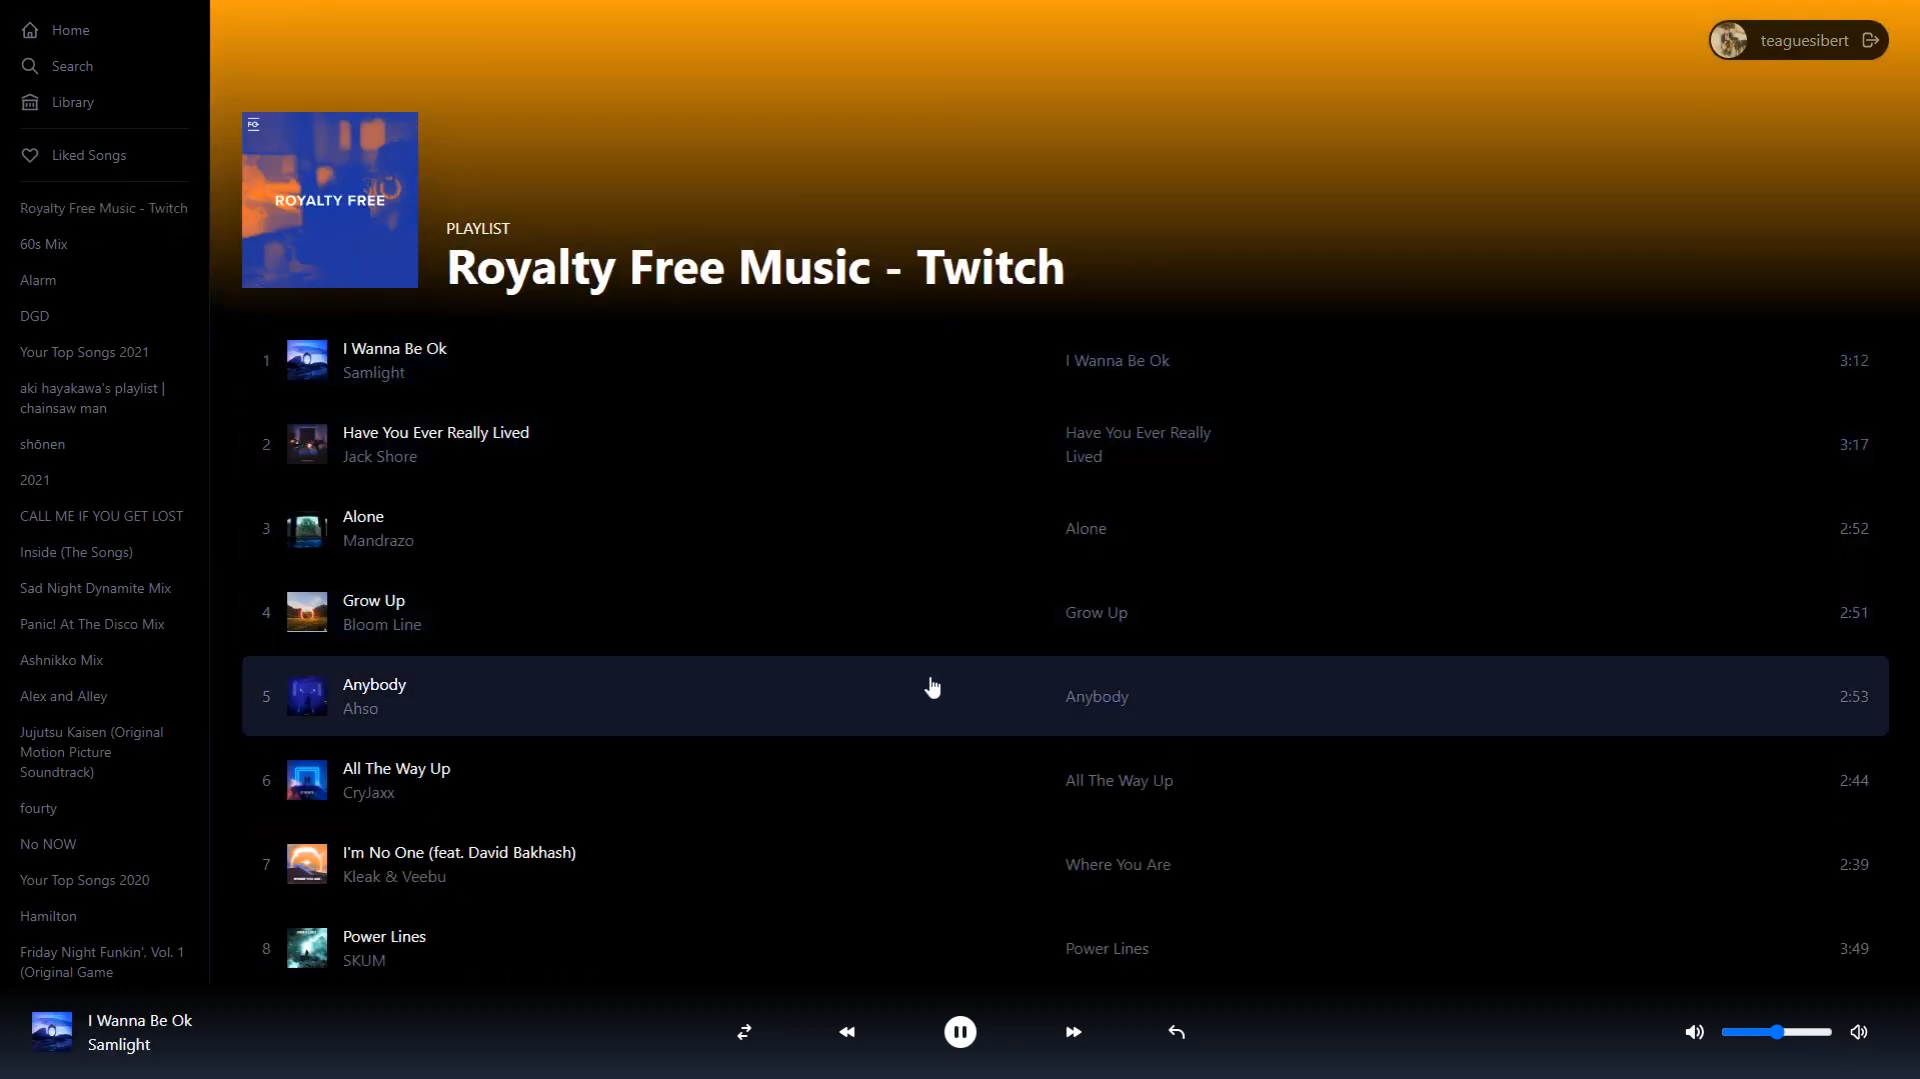 Home
Search
Library
Liked Songs
Royalty Free Music - Twitch
60s Mix
Alarm
DGD
Your Top Songs 2021
aki hayakawa's playlist |
chainsaw man
shōnen
2021
CALL ME IF YOU GET LOST
Inside (The Songs)
Sad Night Dynamite Mix
Panic! At The Disco Mix
Ashnikko Mix
Alex and Alley
Jujutsu Kaisen (Original
Motion Picture
Soundtrack)
fourty
No NOW
Your Top Songs 2020
Hamilton
Friday Night Funkin', Vol. 1
(Original Game
teaguesibert
ROYALTY FREE
PLAYLIST
Royalty Free Music - Twitch
1 I Wanna Be Ok I Wanna Be Ok 3:12
Samlight
2 Have You Ever Really Lived Have You Ever Really 3:17
Jack Shore Lived
3 Alone Alone 2:52
Mandrazo
4 Grow Up Grow Up 2:51
Bloom Line
5 Anybody Anybody 2:53
Ahso
6 All The Way Up All The Way Up 2:44
CryJaxx
7 I'm No One (feat. David Bakhash) Where You Are 2:39
Kleak & Veebu
8 Power Lines Power Lines 3:49
SKUM
I Wanna Be Ok
Samlight